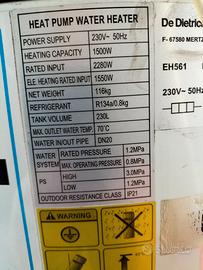 HEAT PUMP WATER HEATER
POWER SUPPLY 230V~ 50Hz
HEATING CAPACITY 1500W
RATED INPUT 2280W
ELE. HEATING RATED INPUT 1550W
NET WEIGHT 116kg
REFRIGERANT R134a/0.8kg
TANK VOLUME 230L
MAX. OUTLET WATER TEMP. 70℃
WATER IN/OUT PIPE DN20
WATER SYSTEM RATED PRESSURE 1.2MPa
MAX. OPERATING PRESSURE 0.8MPa
PS HIGH 3.0MPa
LOW 1.2MPa
OUTDOOR RESISTANCE CLASS IP21
WARNING
De Dietric
F- 67580 MERTZ
EH561
230V~ 50Hz